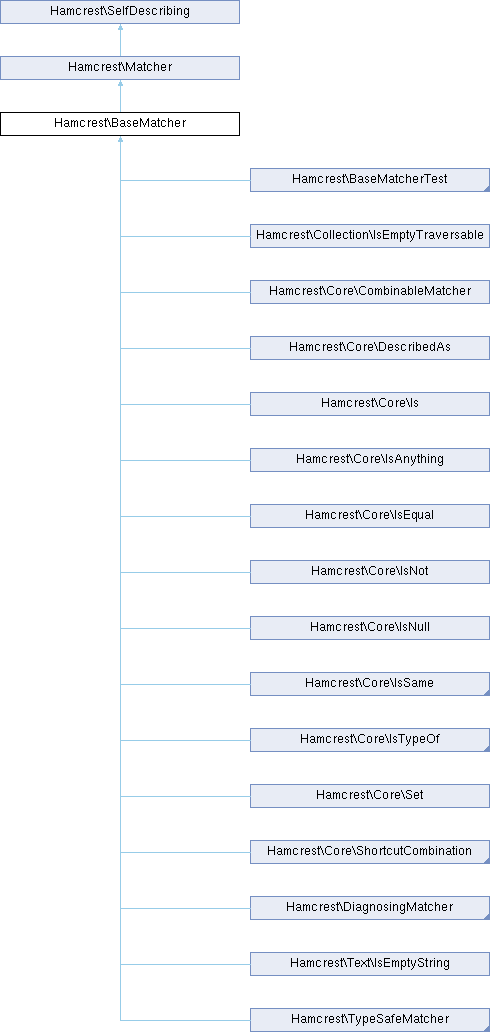 Hamcrest\SelfDescribing
Hamcrest\Matcher
Hamcrest\BaseMatcher
Hamcrest\BaseMatcherTest
Hamcrest\Collection\IsEmptyTraversable
Hamcrest\Core\CombinableMatcher
Hamcrest\Core\DescribedAs
Hamcrest\Core\Is
Hamcrest\Core\IsAnything
Hamcrest\Core\IsEqual
Hamcrest\Core\IsNot
Hamcrest\Core\IsNull
Hamcrest\Core\IsSame
Hamcrest\Core\IsTypeOf
Hamcrest\Core\Set
Hamcrest\Core\ShortcutCombination
Hamcrest\DiagnosingMatcher
Hamcrest\Text\IsEmptyString
Hamcrest\TypeSafeMatcher